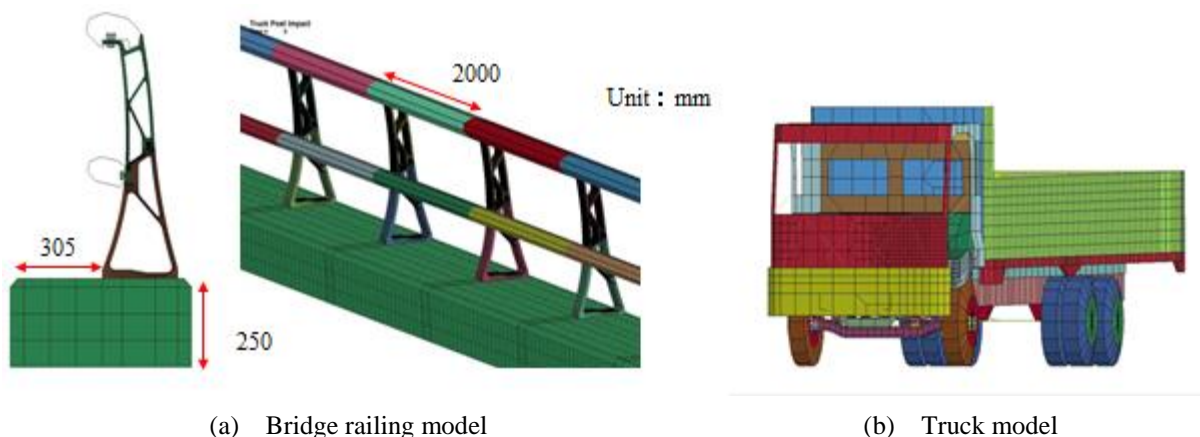 Truck Post Impact
2000
Unit：mm
305
250
(a) Bridge railing model
(b) Truck model